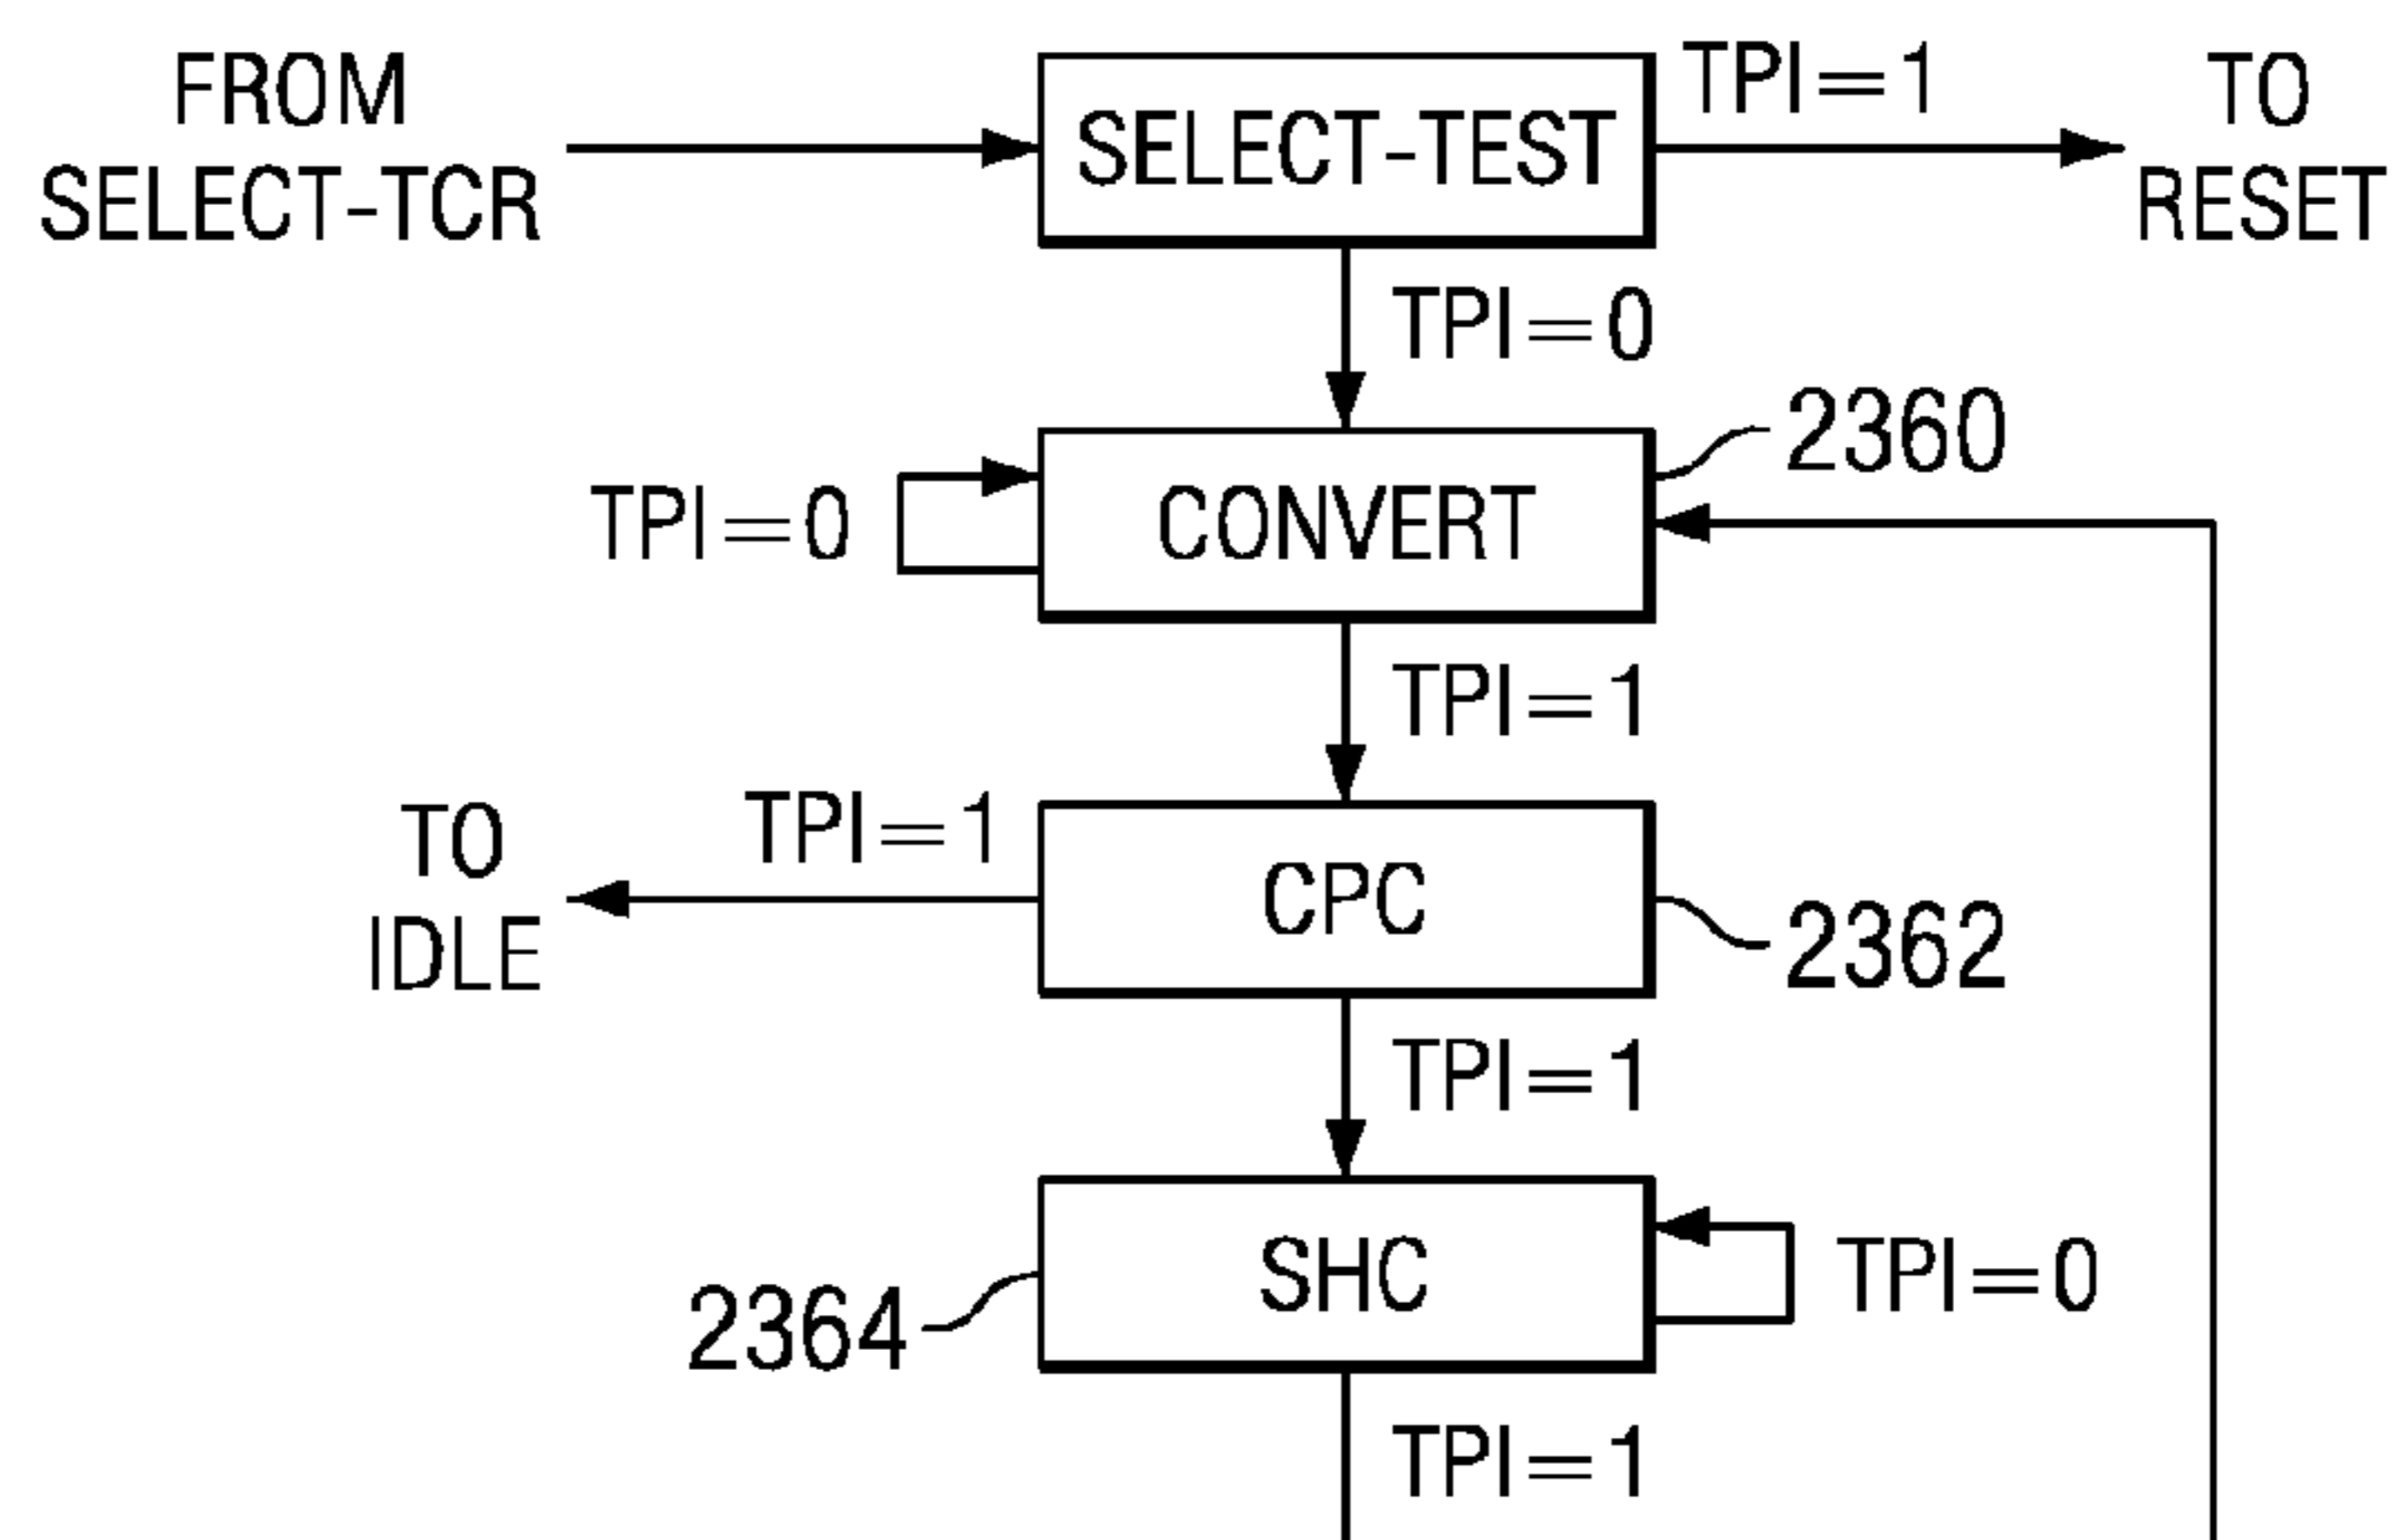 FROM
SELECT-TCR
SELECT-TEST
TPI=1
TO
RESET
TPI=0
2360
TPI=0
CONVERT
TPI=1
TO
IDLE
TPI=1
CPC
2362
TPI=1
SHC
TPI=0
2364
TPI=1